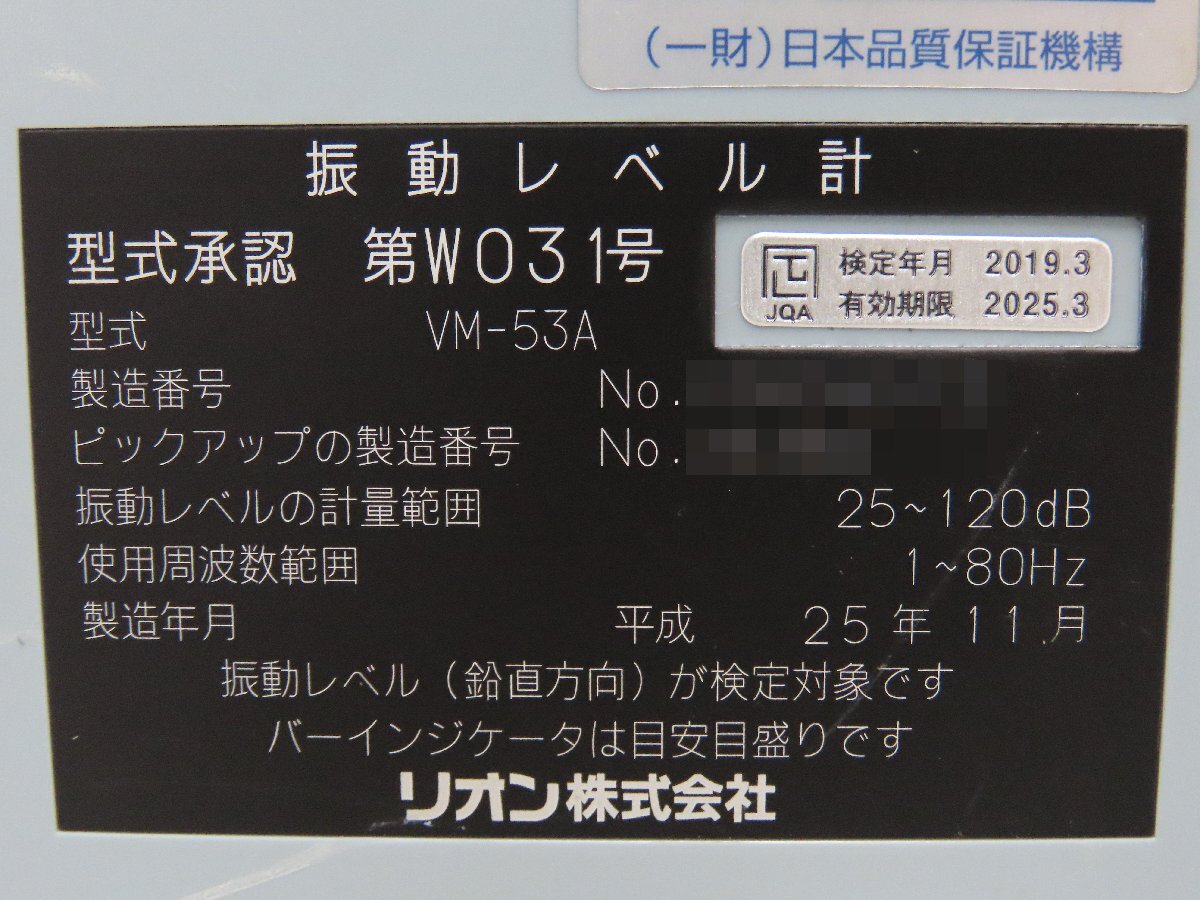 (一財)日本品質保証機構
振動レベル計
型式承認 第W031号
検定年月 2019.3
有効期限 2025.3
JQA
型式 VM-53A
製造番号 No.
ピックアップの製造番号 No.
振動レベルの計量範囲 25~120dB
使用周波数範囲 1~80Hz
製造年月 平成 25年 11月
振動レベル(鉛直方向)が検定対象です
バーインジケータは目安目盛りです
リオン株式会社